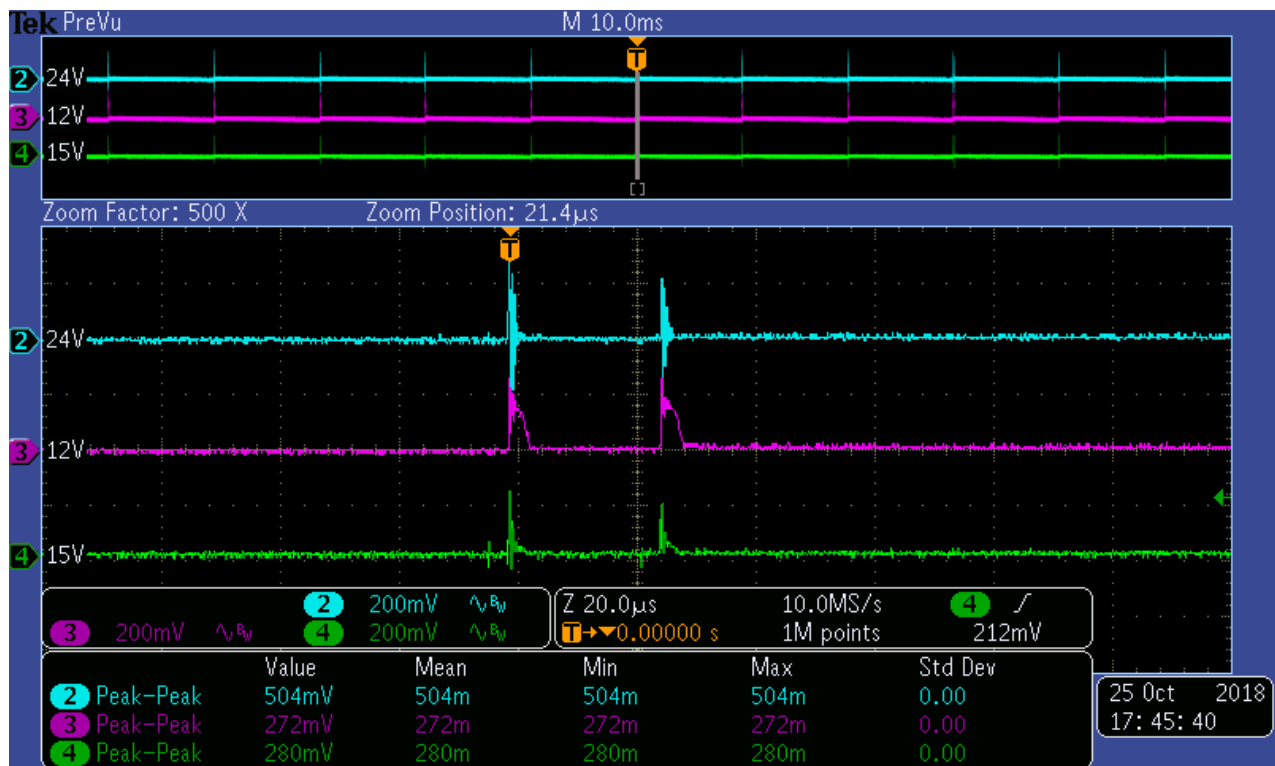 Tek PreVu M 10.0ms
T
2 24V
3 12V
4 15V
[]
Zoom Factor: 500 X Zoom Position: 21.4µs
T
2 24V
3 12V
4 15V
2 200mV ∿BW Z 20.0µs 10.0MS/s 4 ∫
3 200mV ∿BW 4 200mV ∿BW T→▼0.00000 s 1M points 212mV
Value Mean Min Max Std Dev
2 Peak-Peak 504mV 504m 504m 504m 0.00
3 Peak-Peak 272mV 272m 272m 272m 0.00
4 Peak-Peak 280mV 280m 280m 280m 0.00
25 Oct 2018
17:45:40